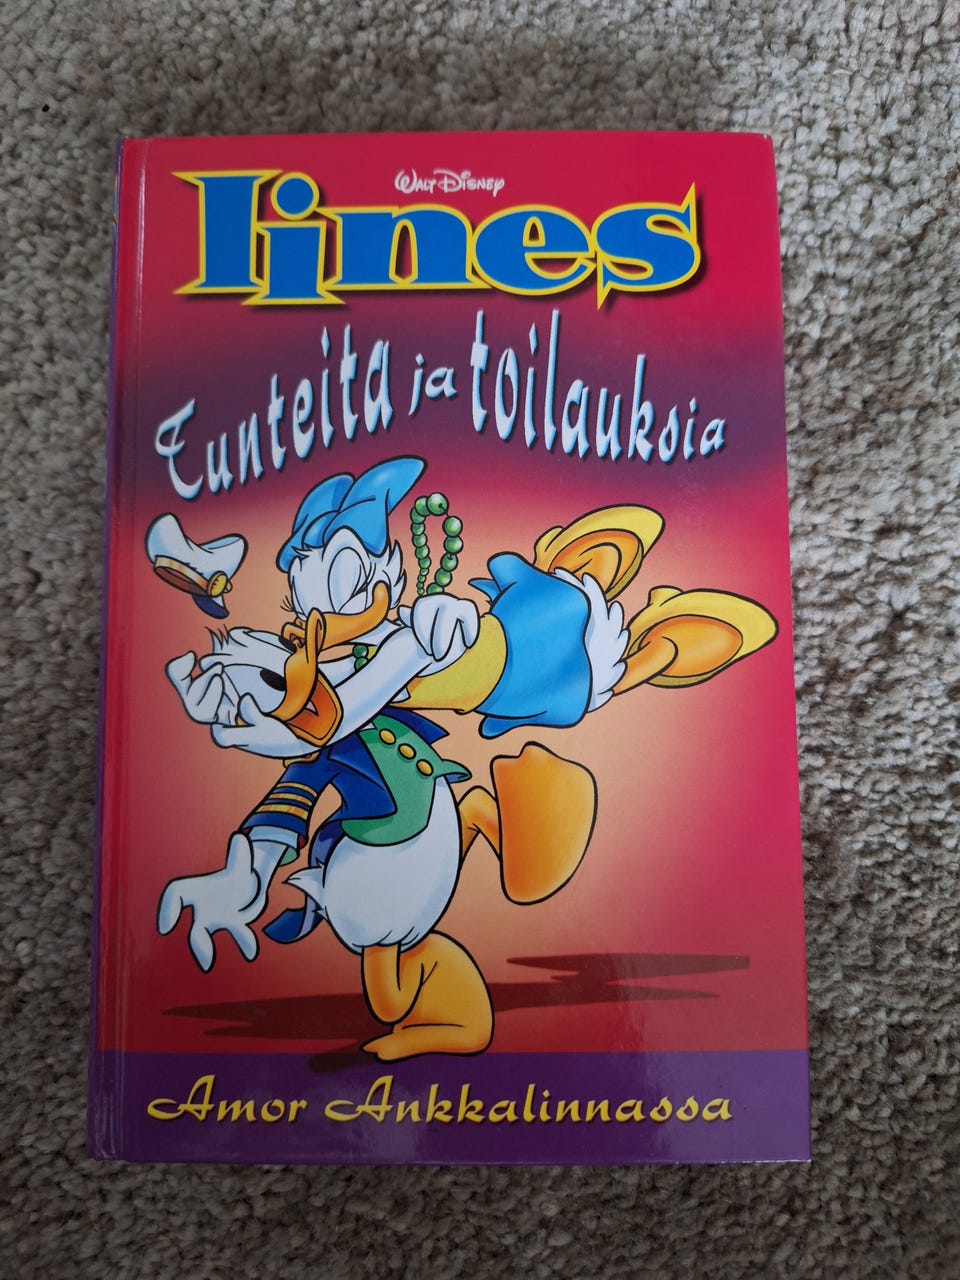 Walt Disney
Iines
Tunteita ja toilauksia
Amor Ankkalinnassa